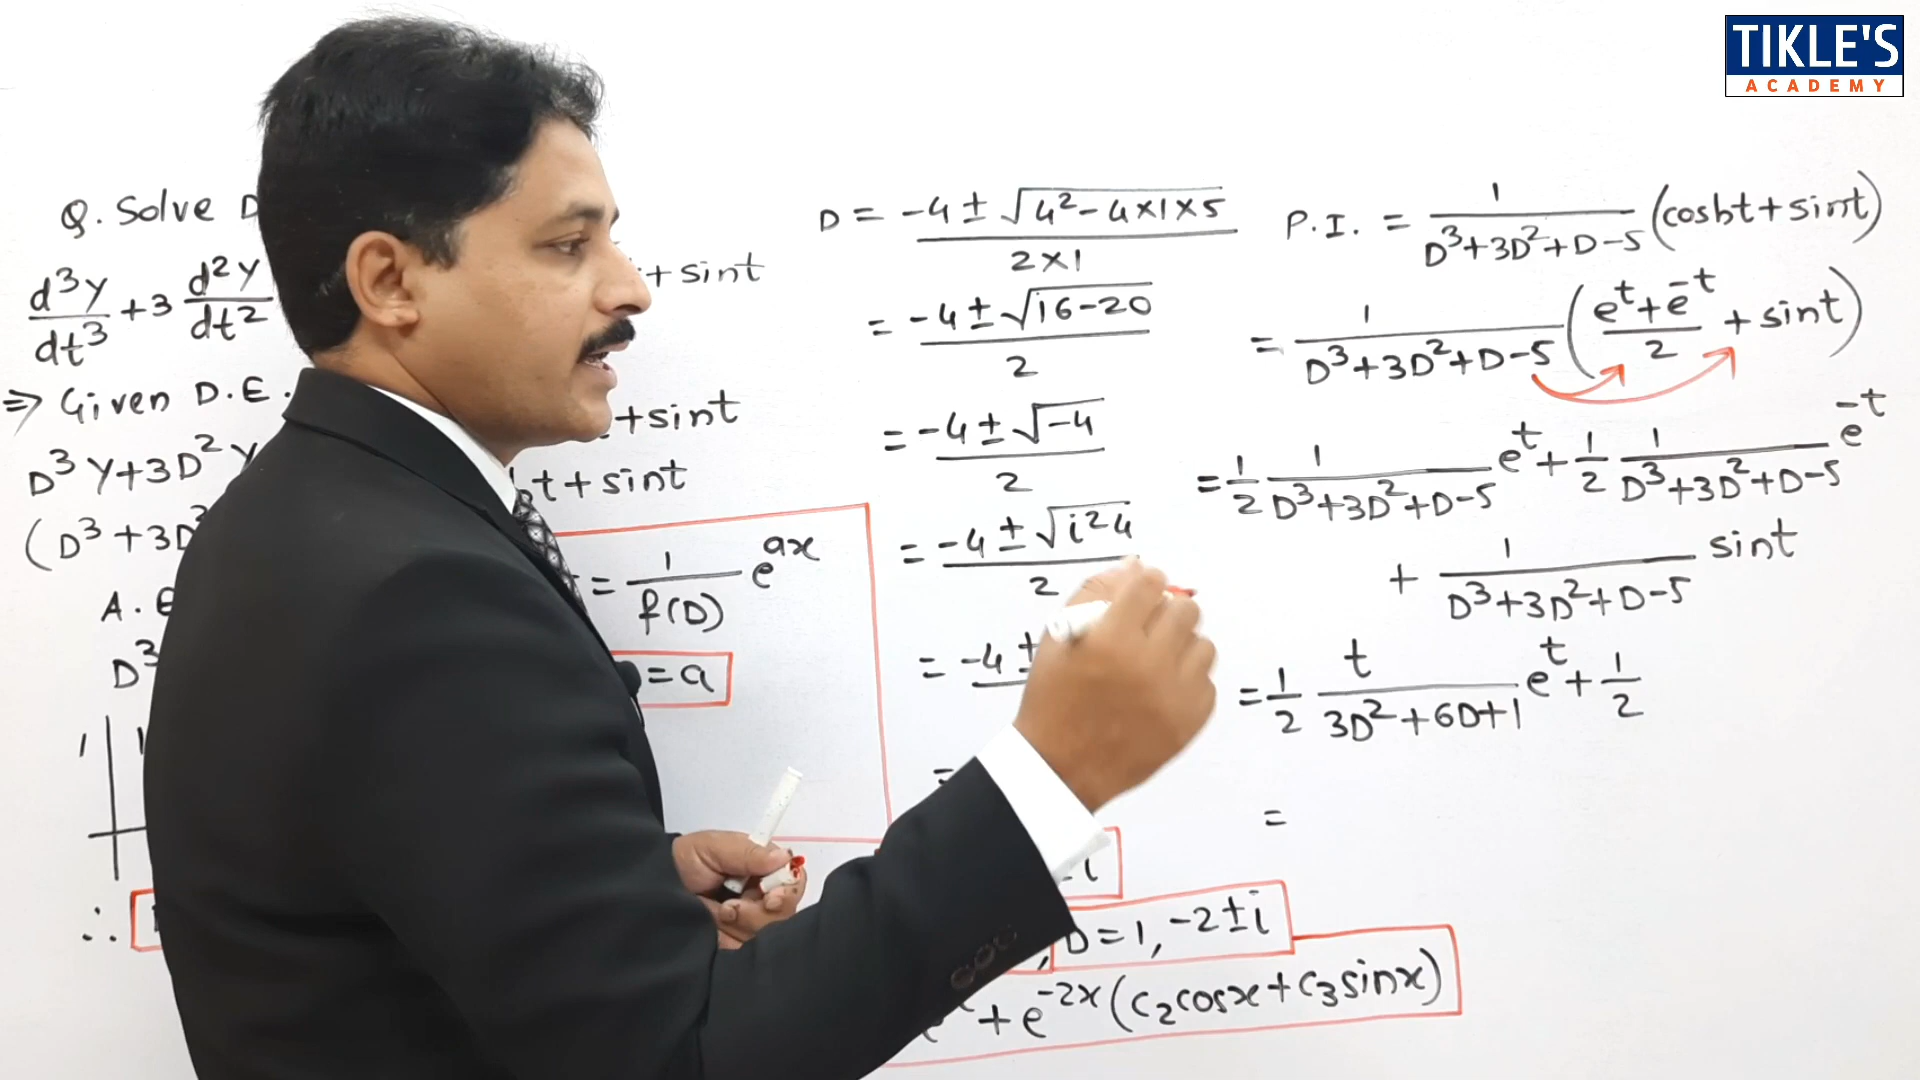 TIKLE'S
ACADEMY
Q. Solve D
d³y/dt³ + 3 d²y/dt²
+ sint
⇒ Given D.E.
+sint
D³y+3D²y
t+sint
(D³+3D²
A.E
D³
1 | 1
∴
= 1/f(D) e^ax
=a
D = (-4 ± √(4²-4×1×5))/(2×1)
= (-4 ± √(16-20))/2
= (-4 ± √-4)/2
= (-4 ± √(i²4))/2
= -4 ±
=
D=1, -2±i
+e^-2x (c₂cosx+c₃sinx)
P.I. = 1/(D³+3D²+D-5) (cosht+sint)
= 1/(D³+3D²+D-5) ((e^t+e^-t)/2 + sint)
= 1/2 1/(D³+3D²+D-5) e^t + 1/2 1/(D³+3D²+D-5) e^-t
+ 1/(D³+3D²+D-5) sint
= 1/2 t/(3D²+6D+1) e^t + 1/2
=